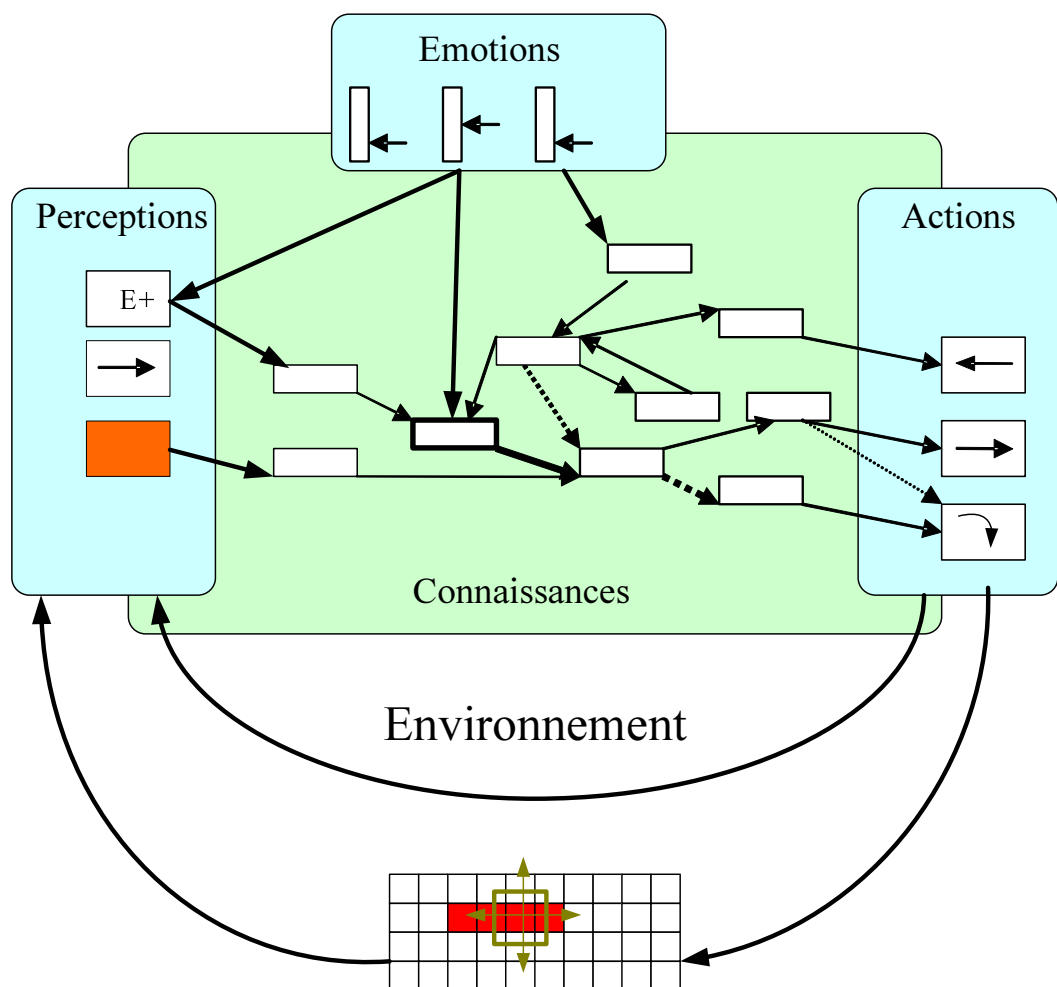 Emotions
Perceptions
Actions
E+
Connaissances
Environnement